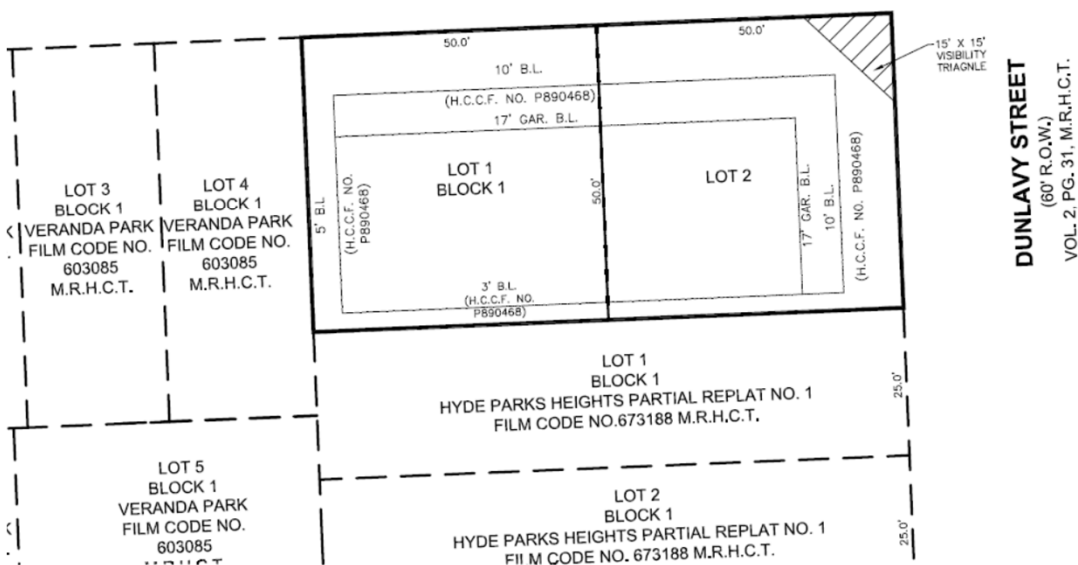 50.0'
50.0'
15' X 15'
VISIBILITY
TRIAGNLE
10' B.L.
(H.C.C.F. NO. P890468)
17' GAR. B.L.
LOT 1
BLOCK 1
LOT 2
50.0'
5' B.L
(H.C.C.F. NO.
P890468)
17' GAR. B.L.
10' B.L.
(H.C.C.F. NO. P890468)
3' B.L.
(H.C.C.F. NO.
P890468)
DUNLAVY STREET
(60' R.O.W.)
VOL. 2, PG. 31, M.R.H.C.T.
LOT 3
BLOCK 1
VERANDA PARK
FILM CODE NO.
603085
M.R.H.C.T.
LOT 4
BLOCK 1
VERANDA PARK
FILM CODE NO.
603085
M.R.H.C.T.
LOT 1
BLOCK 1
HYDE PARKS HEIGHTS PARTIAL REPLAT NO. 1
FILM CODE NO.673188 M.R.H.C.T.
25.0'
LOT 5
BLOCK 1
VERANDA PARK
FILM CODE NO.
603085
LOT 2
BLOCK 1
HYDE PARKS HEIGHTS PARTIAL REPLAT NO. 1
FILM CODE NO. 673188 M.R.H.C.T.
25.0'